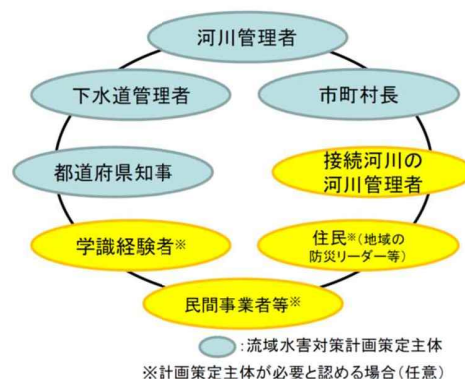 河川管理者
下水道管理者
市町村長
都道府県知事
接続河川の
河川管理者
学識経験者※
住民※(地域の
防災リーダー等)
民間事業者等※
:流域水害対策計画策定主体
※計画策定主体が必要と認める場合(任意)